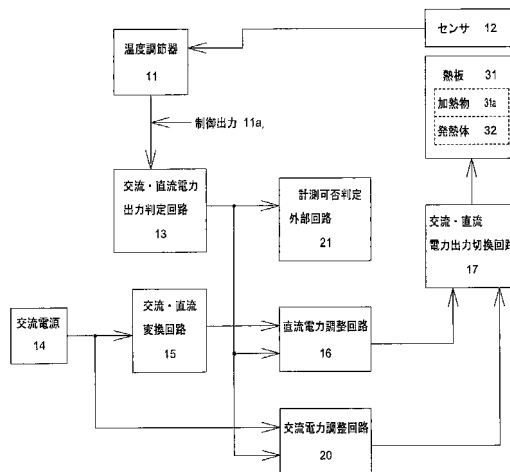 センサ 12
温度調節器
11
熱板 31
加熱物 31a
発熱体 32
制御出力 11a,
交流・直流電力
出力判定回路
13
計測可否判定
外部回路
21
交流・直流
電力出力切換回路
17
交流電源
14
交流・直流
変換回路
15
直流電力調整回路
16
交流電力調整回路
20